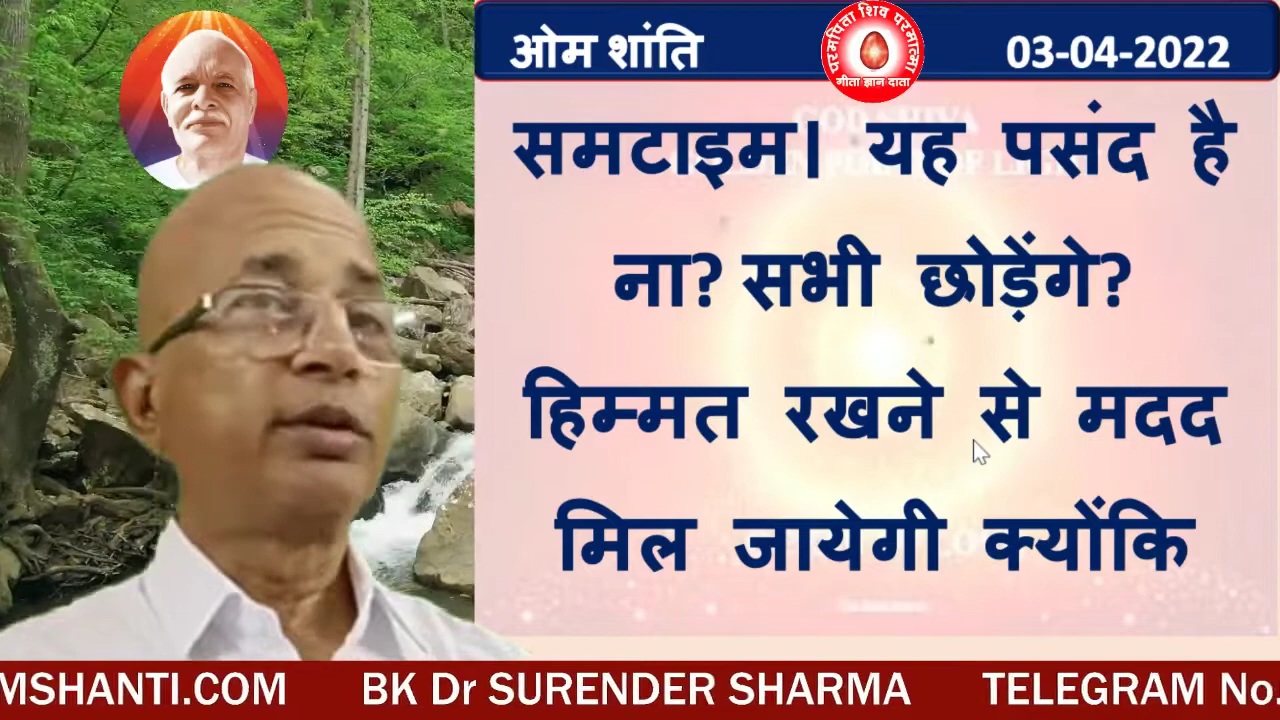 ओम शांति
परमपिता शिव परमात्मा
गीता ज्ञान दाता
03-04-2022
समटाइम। यह पसंद है
ना? सभी छोड़ेंगे?
हिम्मत रखने से मदद
मिल जायेगी क्योंकि
MSHANTI.COM BK Dr SURENDER SHARMA TELEGRAM No.